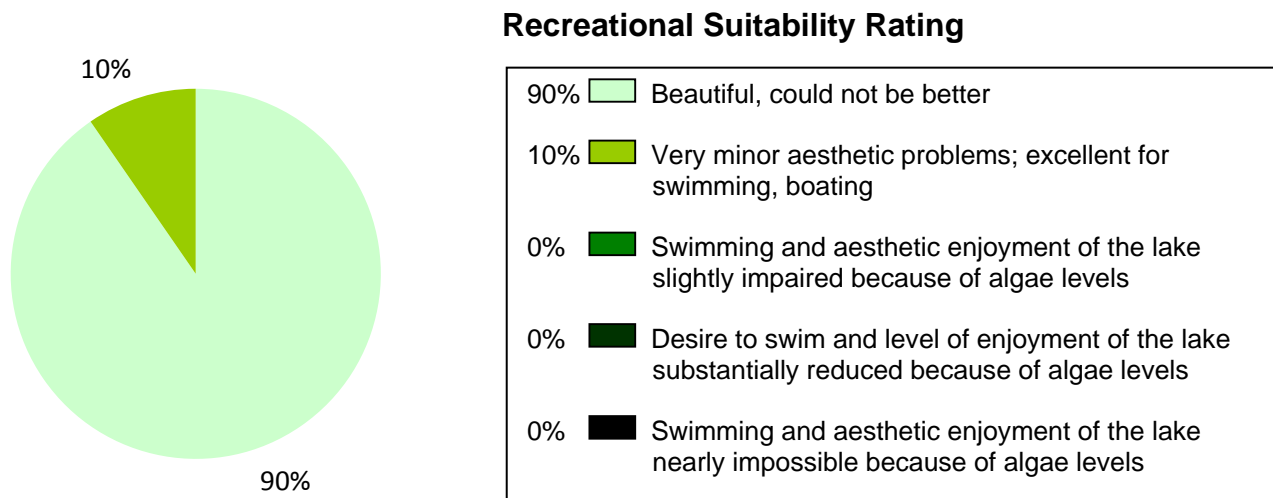 Recreational Suitability Rating
10%
90%
90% Beautiful, could not be better
10% Very minor aesthetic problems; excellent for
swimming, boating
0% Swimming and aesthetic enjoyment of the lake
slightly impaired because of algae levels
0% Desire to swim and level of enjoyment of the lake
substantially reduced because of algae levels
0% Swimming and aesthetic enjoyment of the lake
nearly impossible because of algae levels